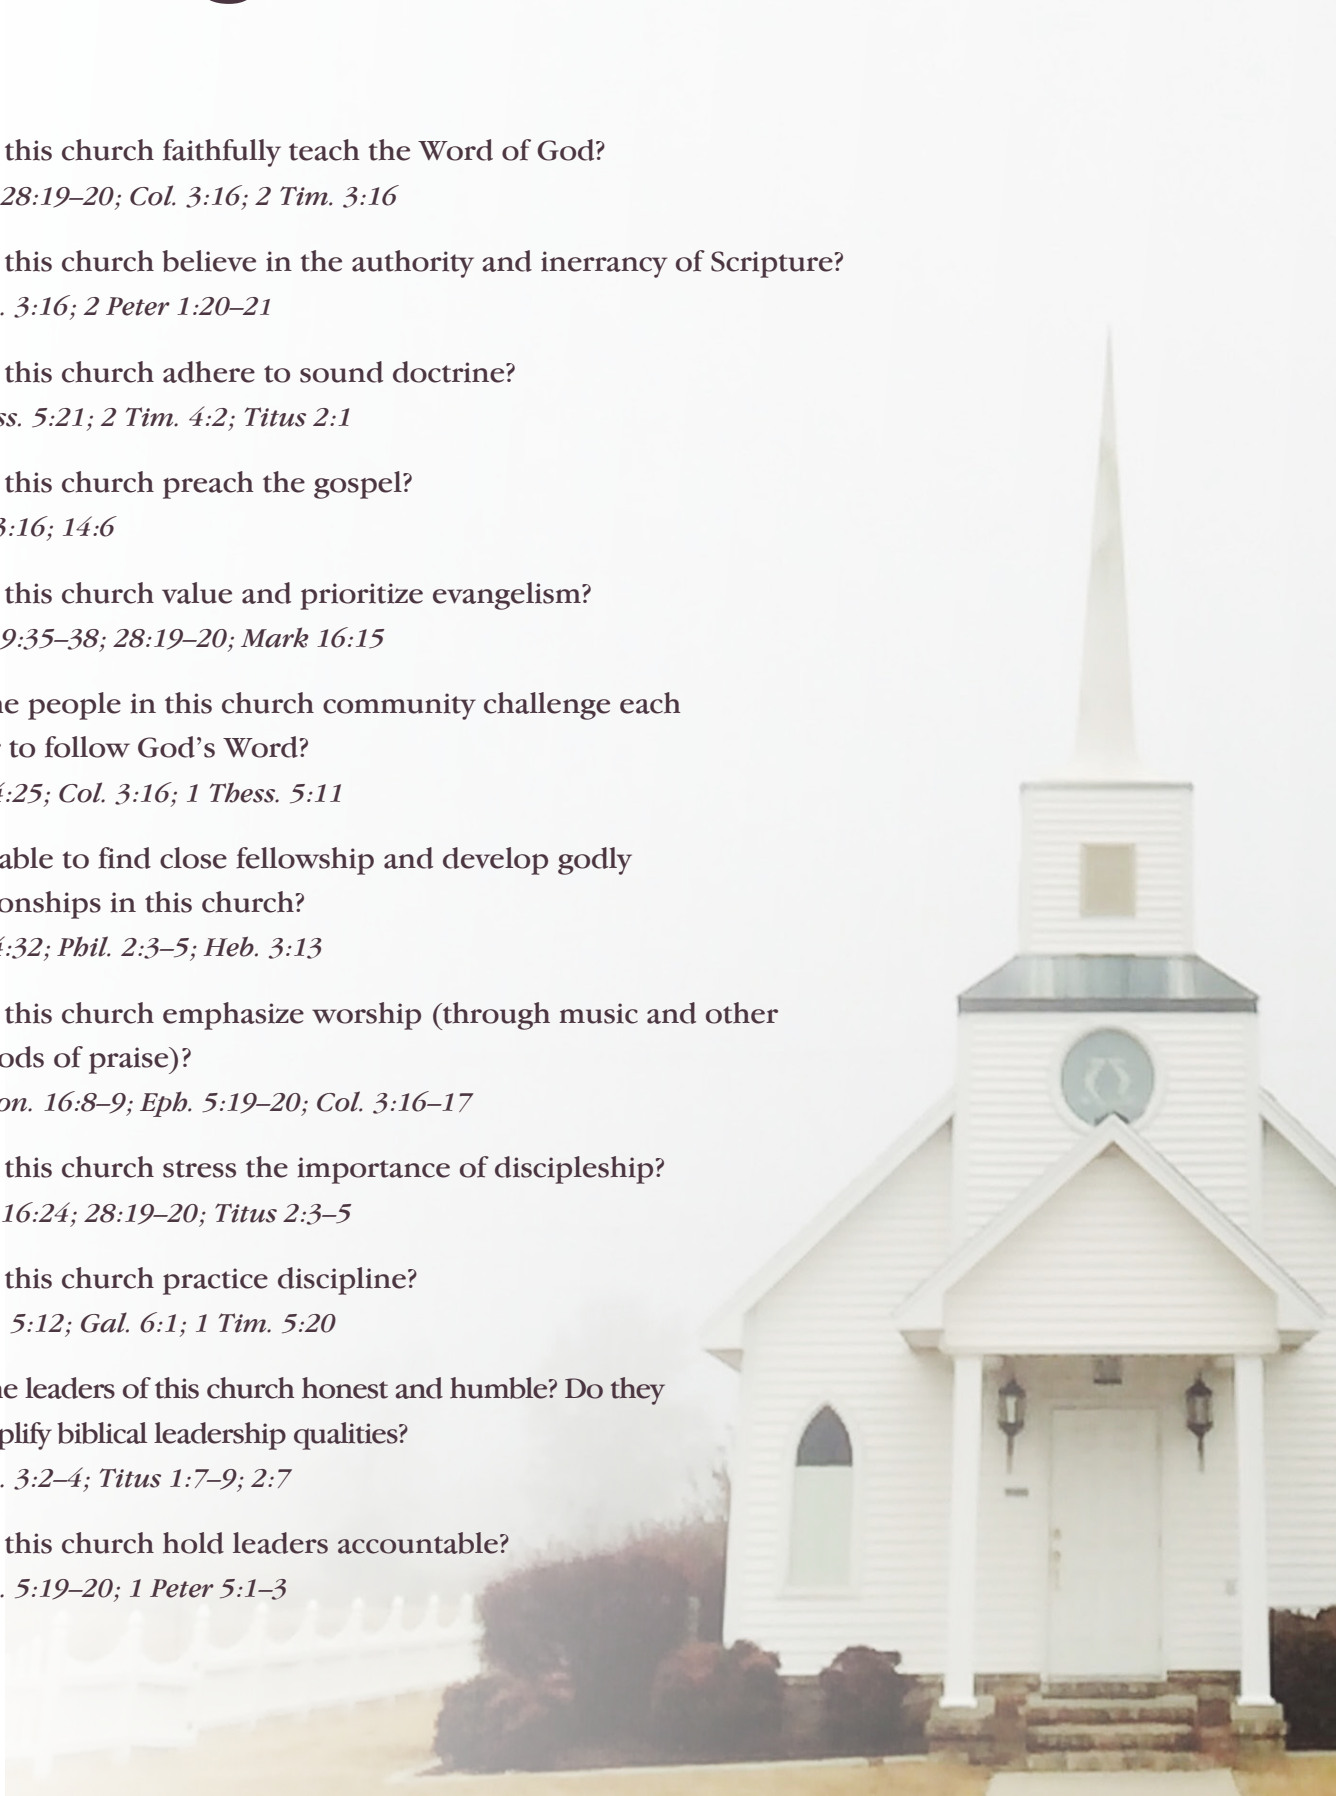 this church faithfully teach the Word of God?
28:19–20; Col. 3:16; 2 Tim. 3:16
this church believe in the authority and inerrancy of Scripture?
. 3:16; 2 Peter 1:20–21
this church adhere to sound doctrine?
ss. 5:21; 2 Tim. 4:2; Titus 2:1
this church preach the gospel?
3:16; 14:6
this church value and prioritize evangelism?
9:35–38; 28:19–20; Mark 16:15
he people in this church community challenge each
to follow God’s Word?
4:25; Col. 3:16; 1 Thess. 5:11
able to find close fellowship and develop godly
onships in this church?
4:32; Phil. 2:3–5; Heb. 3:13
this church emphasize worship (through music and other
ods of praise)?
on. 16:8–9; Eph. 5:19–20; Col. 3:16–17
this church stress the importance of discipleship?
16:24; 28:19–20; Titus 2:3–5
this church practice discipline?
5:12; Gal. 6:1; 1 Tim. 5:20
he leaders of this church honest and humble? Do they
plify biblical leadership qualities?
. 3:2–4; Titus 1:7–9; 2:7
this church hold leaders accountable?
. 5:19–20; 1 Peter 5:1–3